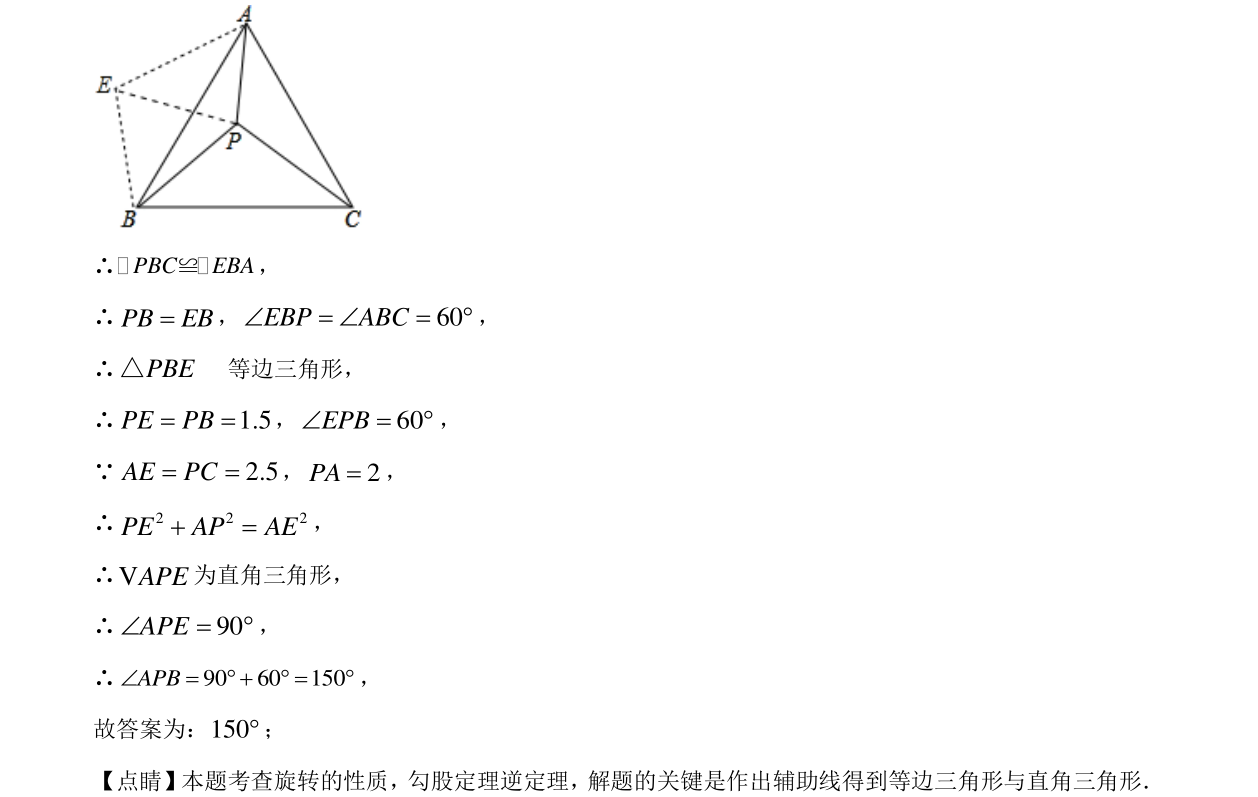 A
E
P
B
C
∴□PBC≌□EBA，
∴PB=EB，∠EBP=∠ABC=60°，
∴△PBE 等边三角形，
∴PE=PB=1.5，∠EPB=60°，
∵AE=PC=2.5，PA=2，
∴PE²+AP²=AE²，
∴VAPE为直角三角形，
∴∠APE=90°，
∴∠APB=90°+60°=150°，
故答案为：150°；
【点睛】本题考查旋转的性质，勾股定理逆定理，解题的关键是作出辅助线得到等边三角形与直角三角形．